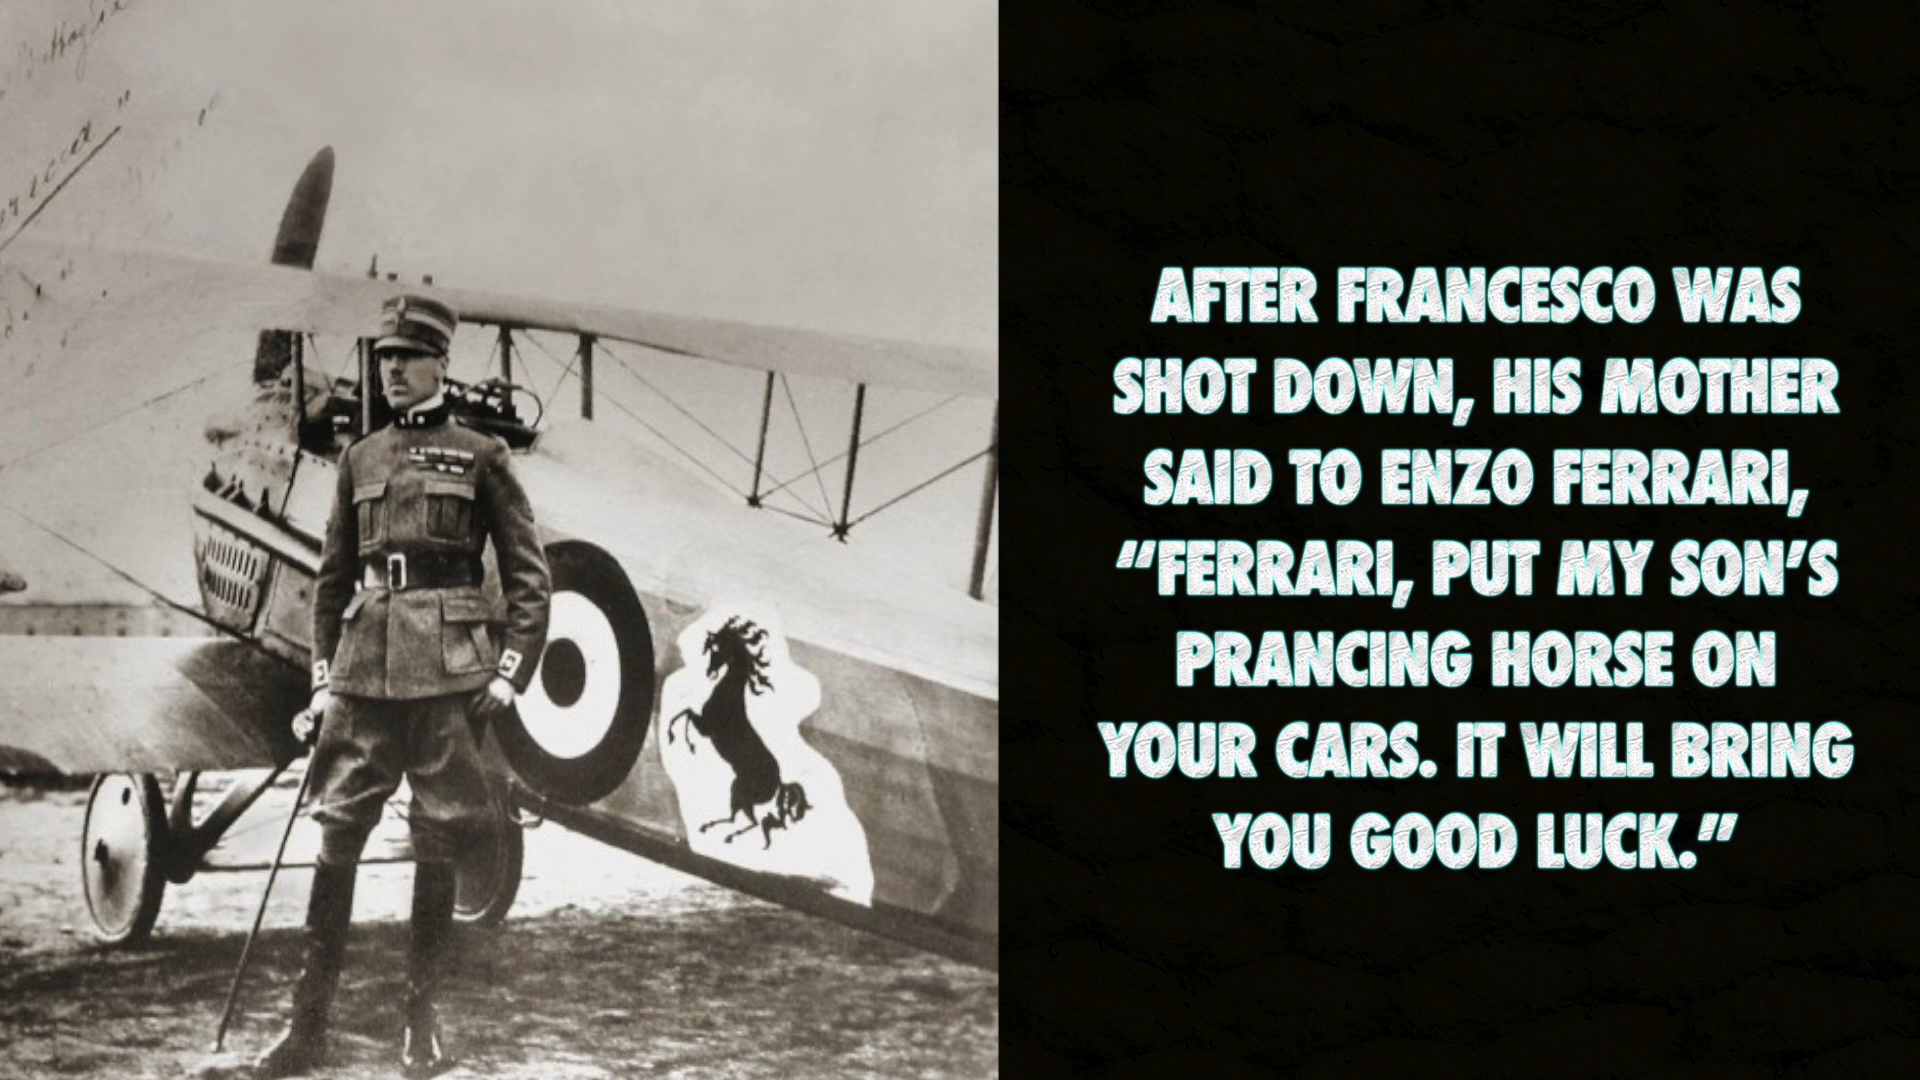 AFTER FRANCESCO WAS
SHOT DOWN, HIS MOTHER
SAID TO ENZO FERRARI,
“FERRARI, PUT MY SON’S
PRANCING HORSE ON
YOUR CARS. IT WILL BRING
YOU GOOD LUCK.”